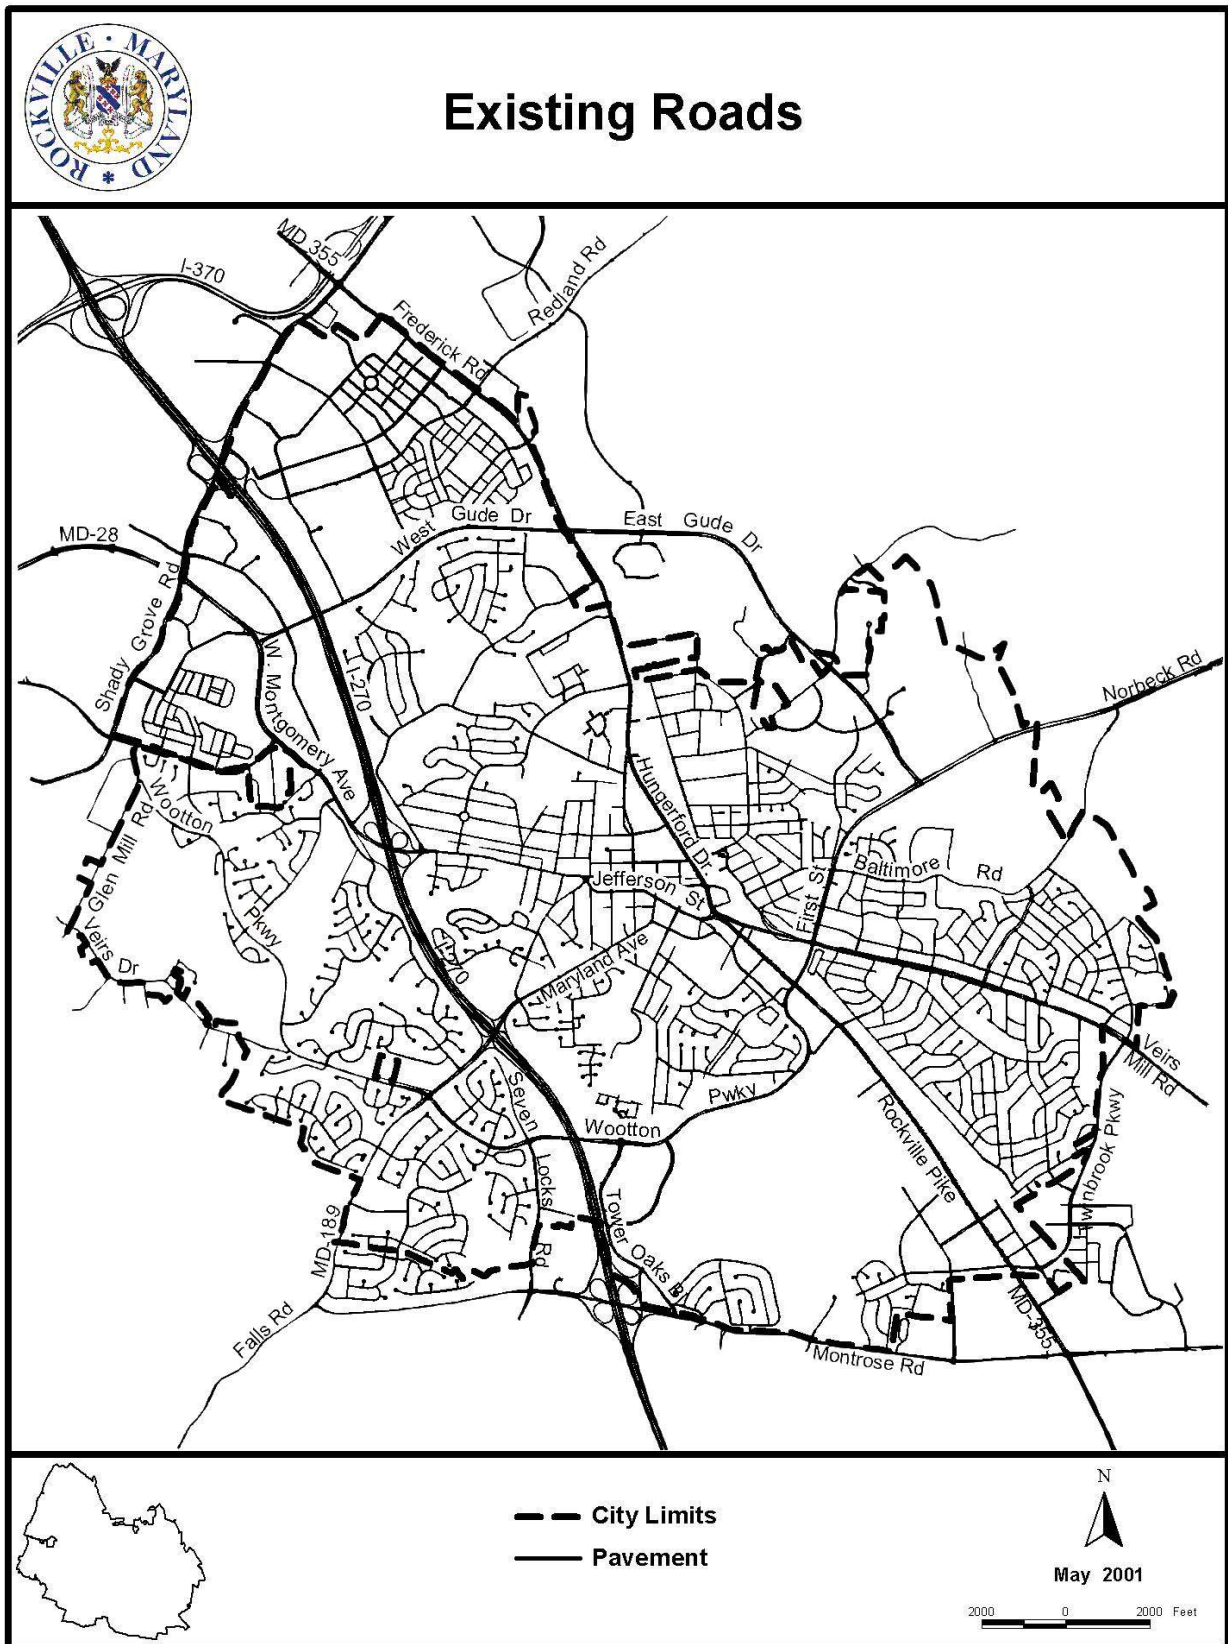 ROCKVILLE · MARYLAND *
Existing Roads
MD 355
I-370
Redland Rd
Frederick Rd
MD-28
West Gude Dr
East Gude Dr
Shady Grove Rd
W. Montgomery Ave
I-270
Norbeck Rd
Hungerford Dr.
Wootton Pkwy
Glen Mill Rd
Baltimore Rd
Jefferson St
First St
Veirs Dr
I-270
Maryland Ave
Veirs Mill Rd
Seven Locks Rd
Wootton Pwky
Rockville Pike
Twinbrook Pkwy
MD-189
Tower Oaks Bl
Falls Rd
MD-355
Montrose Rd
City Limits
Pavement
N
May 2001
2000 0 2000 Feet